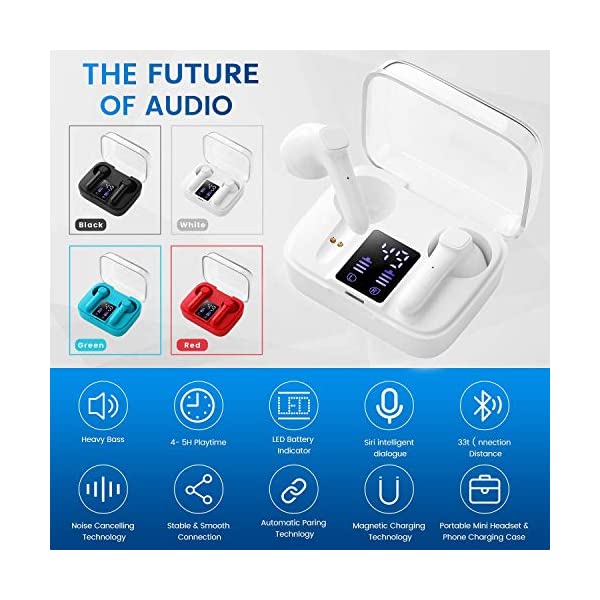 THE FUTURE
OF AUDIO
Black
White
Green
Red
49
L
R
Heavy Bass
4- 5H Playtime
LED
LED Battery
Indicator
Siri intelligent
dialogue
33t ( nnection
Distance
Noise Cancelling
Technology
Stable & Smooth
Connection
Automatic Paring
Technlogy
Magnetic Charging
Technology
Portable Mini Headset &
Phone Charging Case